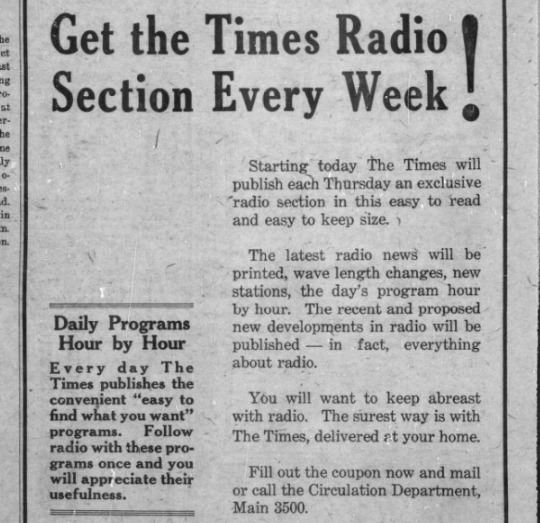 Get the Times Radio
Section Every Week!
Starting today The Times will
publish each Thursday an exclusive
radio section in this easy to read
and easy to keep size.
The latest radio news will be
printed, wave length changes, new
stations, the day's program hour
by hour. The recent and proposed
new developments in radio will be
published — in fact, everything
about radio.
You will want to keep abreast
with radio. The surest way is with
The Times, delivered at your home.
Fill out the coupon now and mail
or call the Circulation Department,
Main 3500.
Daily Programs
Hour by Hour
Every day The
Times publishes the
convenient "easy to
find what you want"
programs. Follow
radio with these pro-
grams once and you
will appreciate their
usefulness.